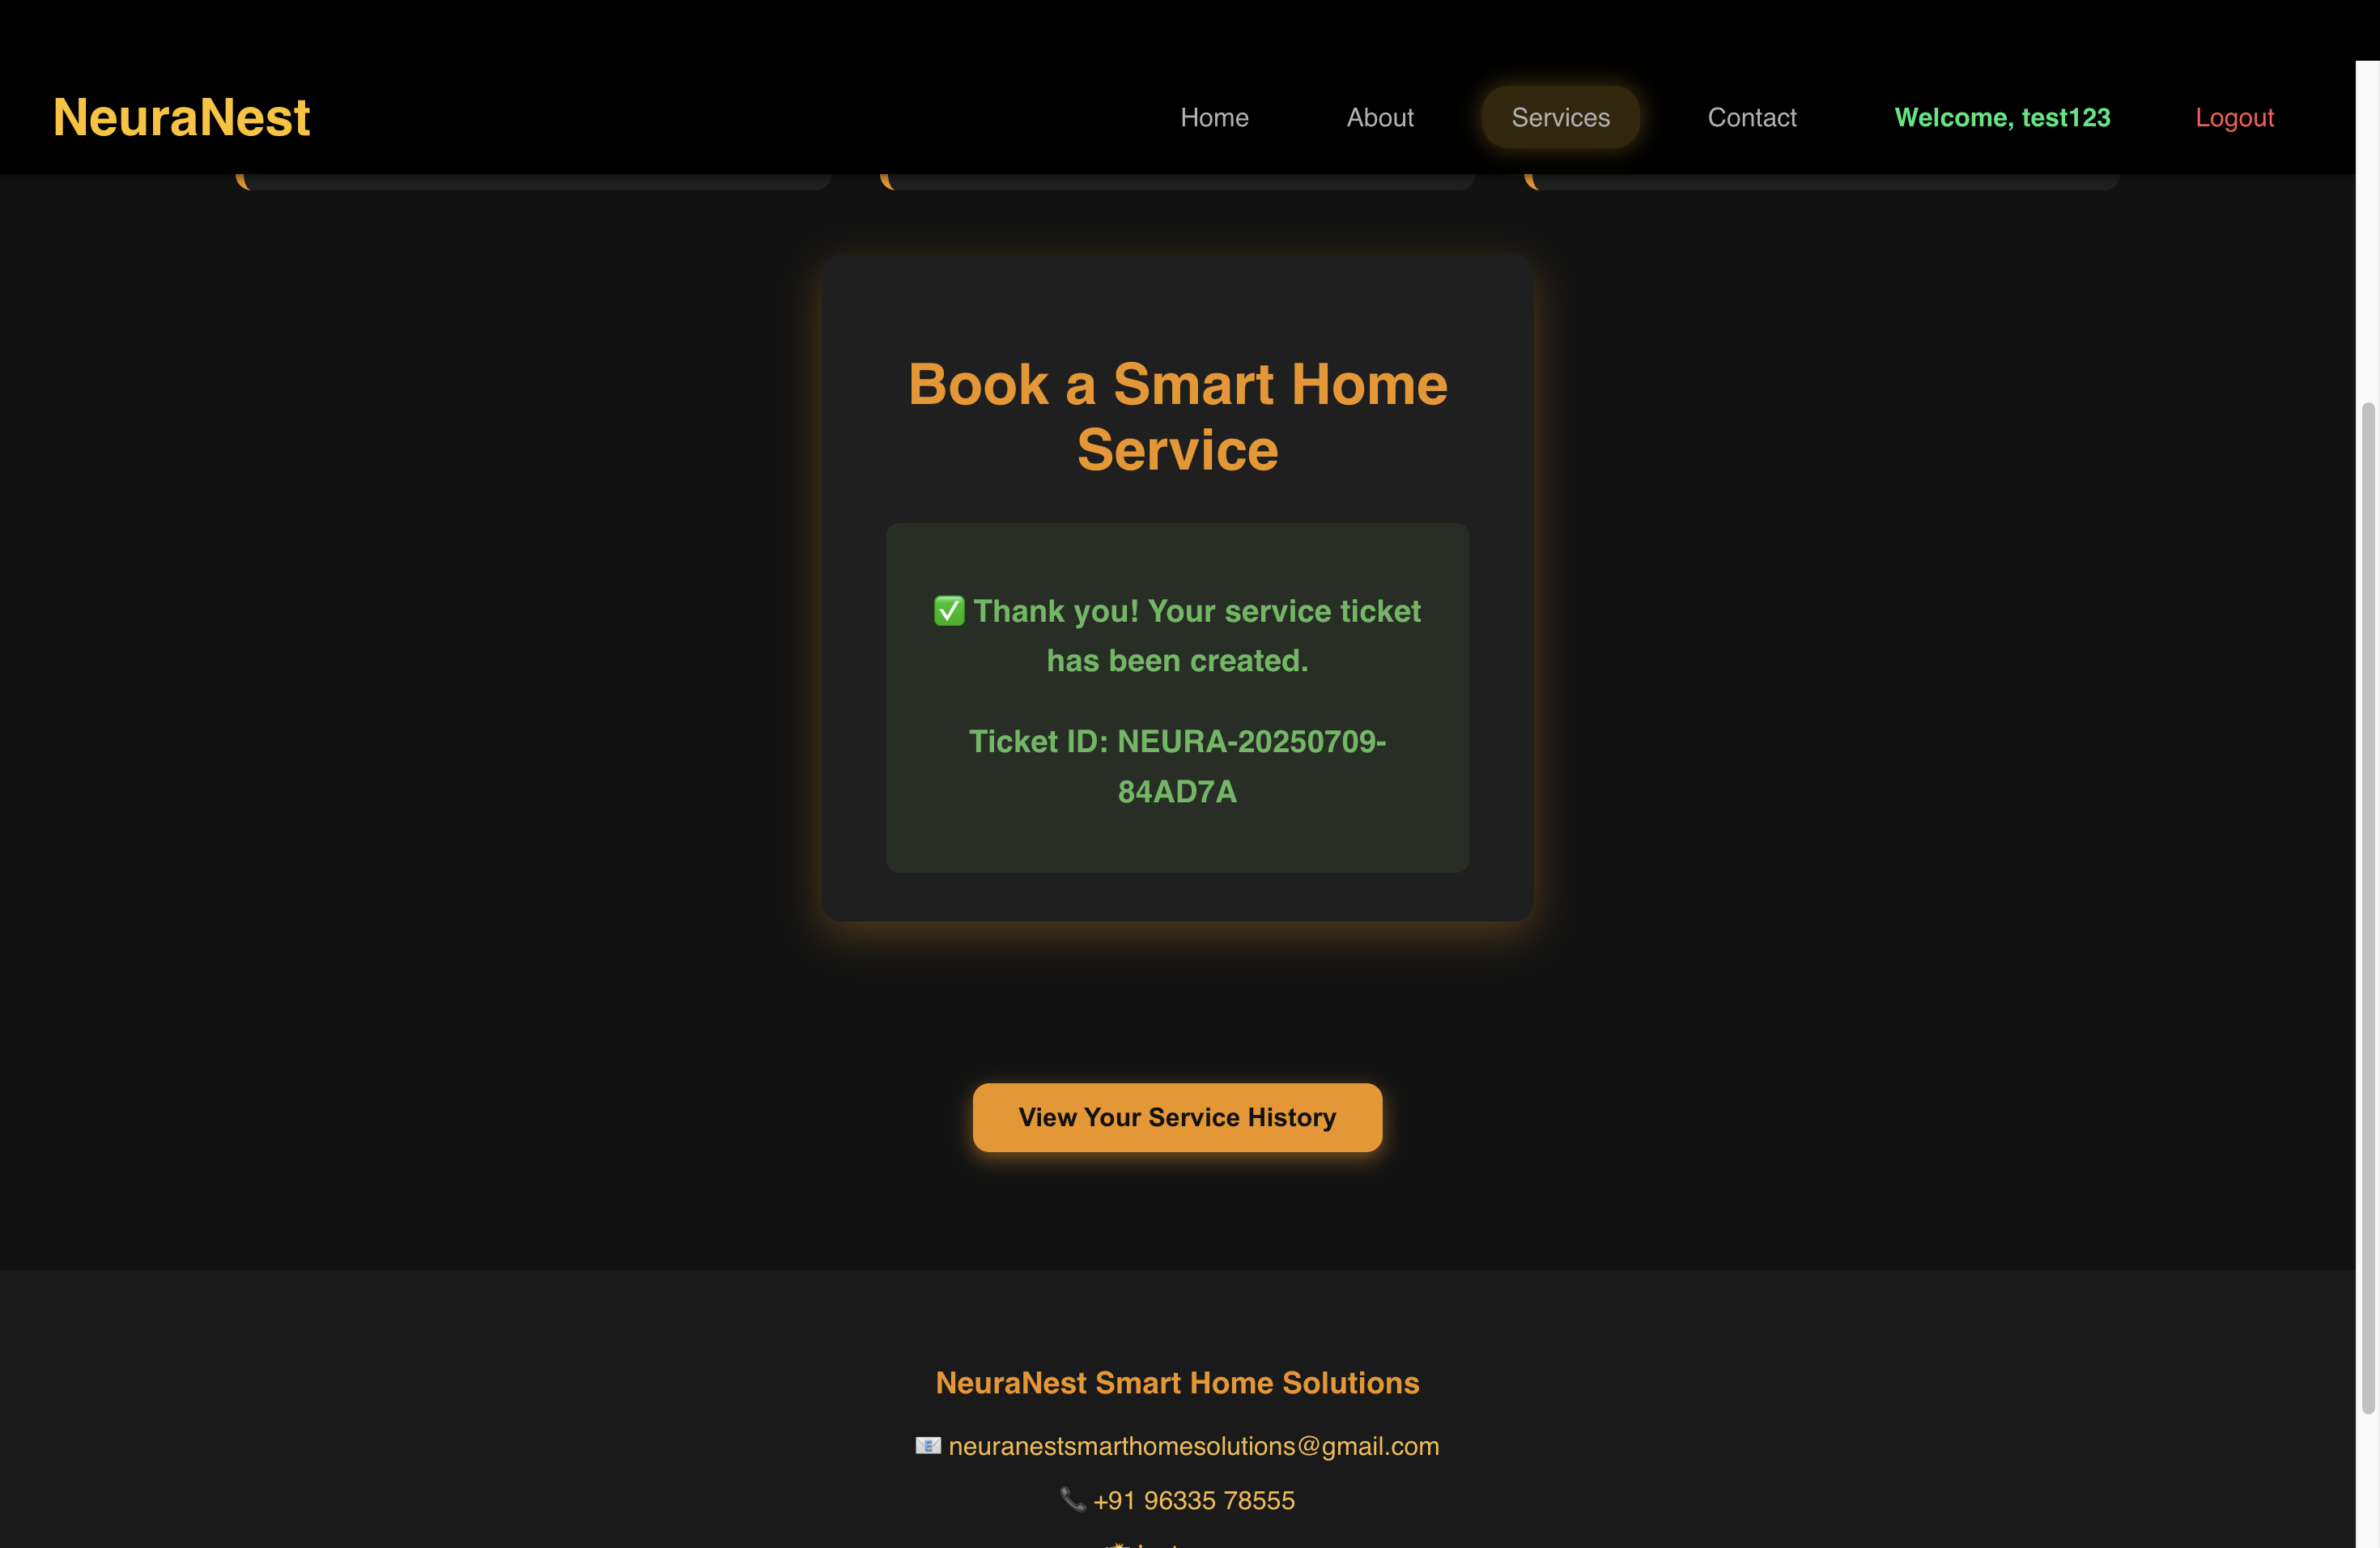 NeuraNest
Home About Services Contact Welcome, test123 Logout
Book a Smart Home
Service
✅ Thank you! Your service ticket
has been created.
Ticket ID: NEURA-20250709-
84AD7A
View Your Service History
NeuraNest Smart Home Solutions
📧 neuranestsmarthomesolutions@gmail.com
📞 +91 96335 78555